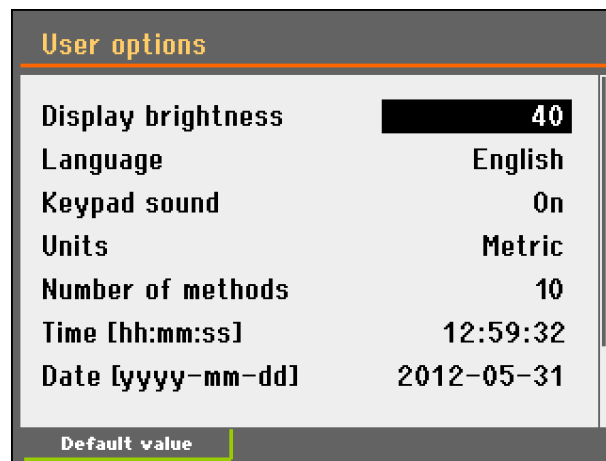 User options
Display brightness 40
Language English
Keypad sound On
Units Metric
Number of methods 10
Time [hh:mm:ss] 12:59:32
Date [yyyy-mm-dd] 2012-05-31
Default value